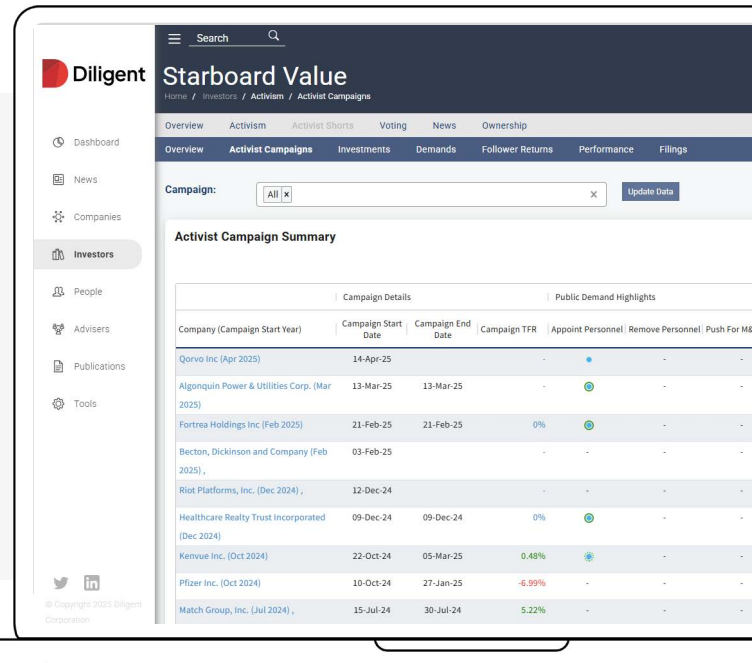 Search
Diligent
Starboard Value
Home / Investors / Activism / Activist Campaigns
Overview Activism Activist Shorts Voting News Ownership
Overview Activist Campaigns Investments Demands Follower Returns Performance Filings
Dashboard
News
Companies
Investors
People
Advisers
Publications
Tools
© Copyright 2025 Diligent
Corporation
Campaign: All × × Update Data
Activist Campaign Summary
Campaign Details Public Demand Highlights
Company (Campaign Start Year) Campaign Start Date Campaign End Date Campaign TFR Appoint Personnel Remove Personnel Push For M&
Qorvo Inc (Apr 2025) 14-Apr-25 - - -
Algonquin Power & Utilities Corp. (Mar 13-Mar-25 13-Mar-25 - - -
2025)
Fortrea Holdings Inc (Feb 2025) 21-Feb-25 21-Feb-25 0% - -
Becton, Dickinson and Company (Feb 03-Feb-25 - - - -
2025) ,
Riot Platforms, Inc. (Dec 2024) , 12-Dec-24 - - - -
Healthcare Realty Trust Incorporated 09-Dec-24 09-Dec-24 0% - -
(Dec 2024)
Kenvue Inc. (Oct 2024) 22-Oct-24 05-Mar-25 0.48% - -
Pfizer Inc. (Oct 2024) 10-Oct-24 27-Jan-25 -6.99% - - -
Match Group, Inc. (Jul 2024) , 15-Jul-24 30-Jul-24 5.22% - - -